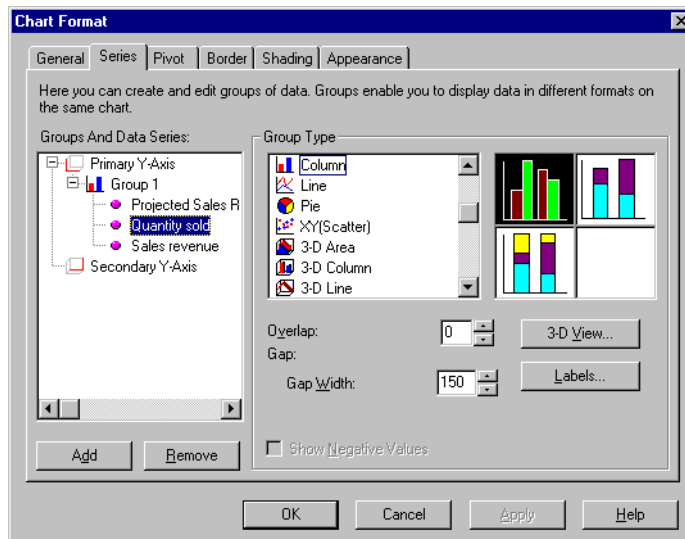 Chart Format
General Series Pivot Border Shading Appearance
Here you can create and edit groups of data. Groups enable you to display data in different formats on
the same chart.
Groups And Data Series:
Primary Y-Axis
Group 1
Projected Sales R
Quantity sold
Sales revenue
Secondary Y-Axis
Add Remove
Group Type
Column
Line
Pie
XY(Scatter)
3-D Area
3-D Column
3-D Line
Overlap: 0 3-D View...
Gap:
Gap Width: 150 Labels...
Show Negative Values
OK Cancel Apply Help